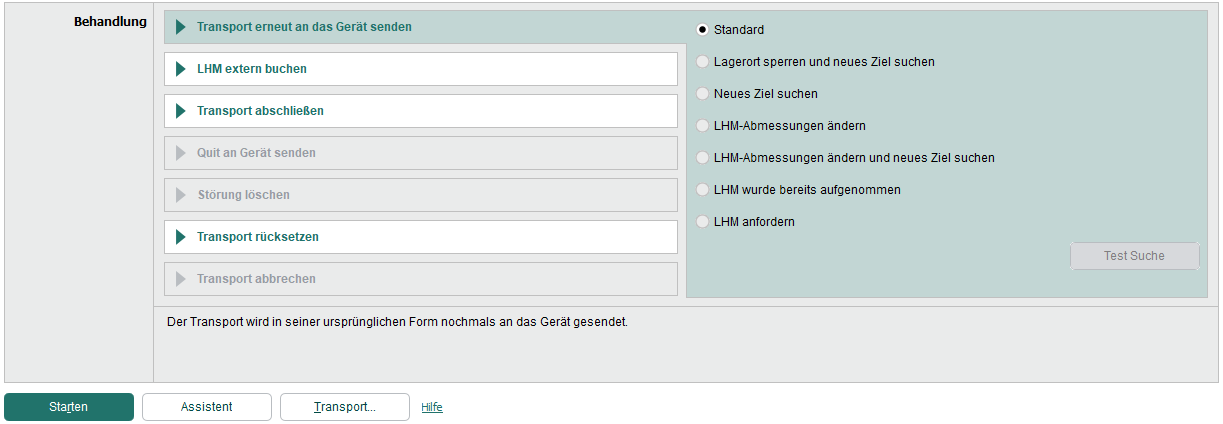 Behandlung
Transport erneut an das Gerät senden
LHM extern buchen
Transport abschließen
Quit an Gerät senden
Störung löschen
Transport rücksetzen
Transport abbrechen
Standard
Lagerort sperren und neues Ziel suchen
Neues Ziel suchen
LHM-Abmessungen ändern
LHM-Abmessungen ändern und neues Ziel suchen
LHM wurde bereits aufgenommen
LHM anfordern
Test Suche
Der Transport wird in seiner ursprünglichen Form nochmals an das Gerät gesendet.
Starten Assistent Transport... Hilfe